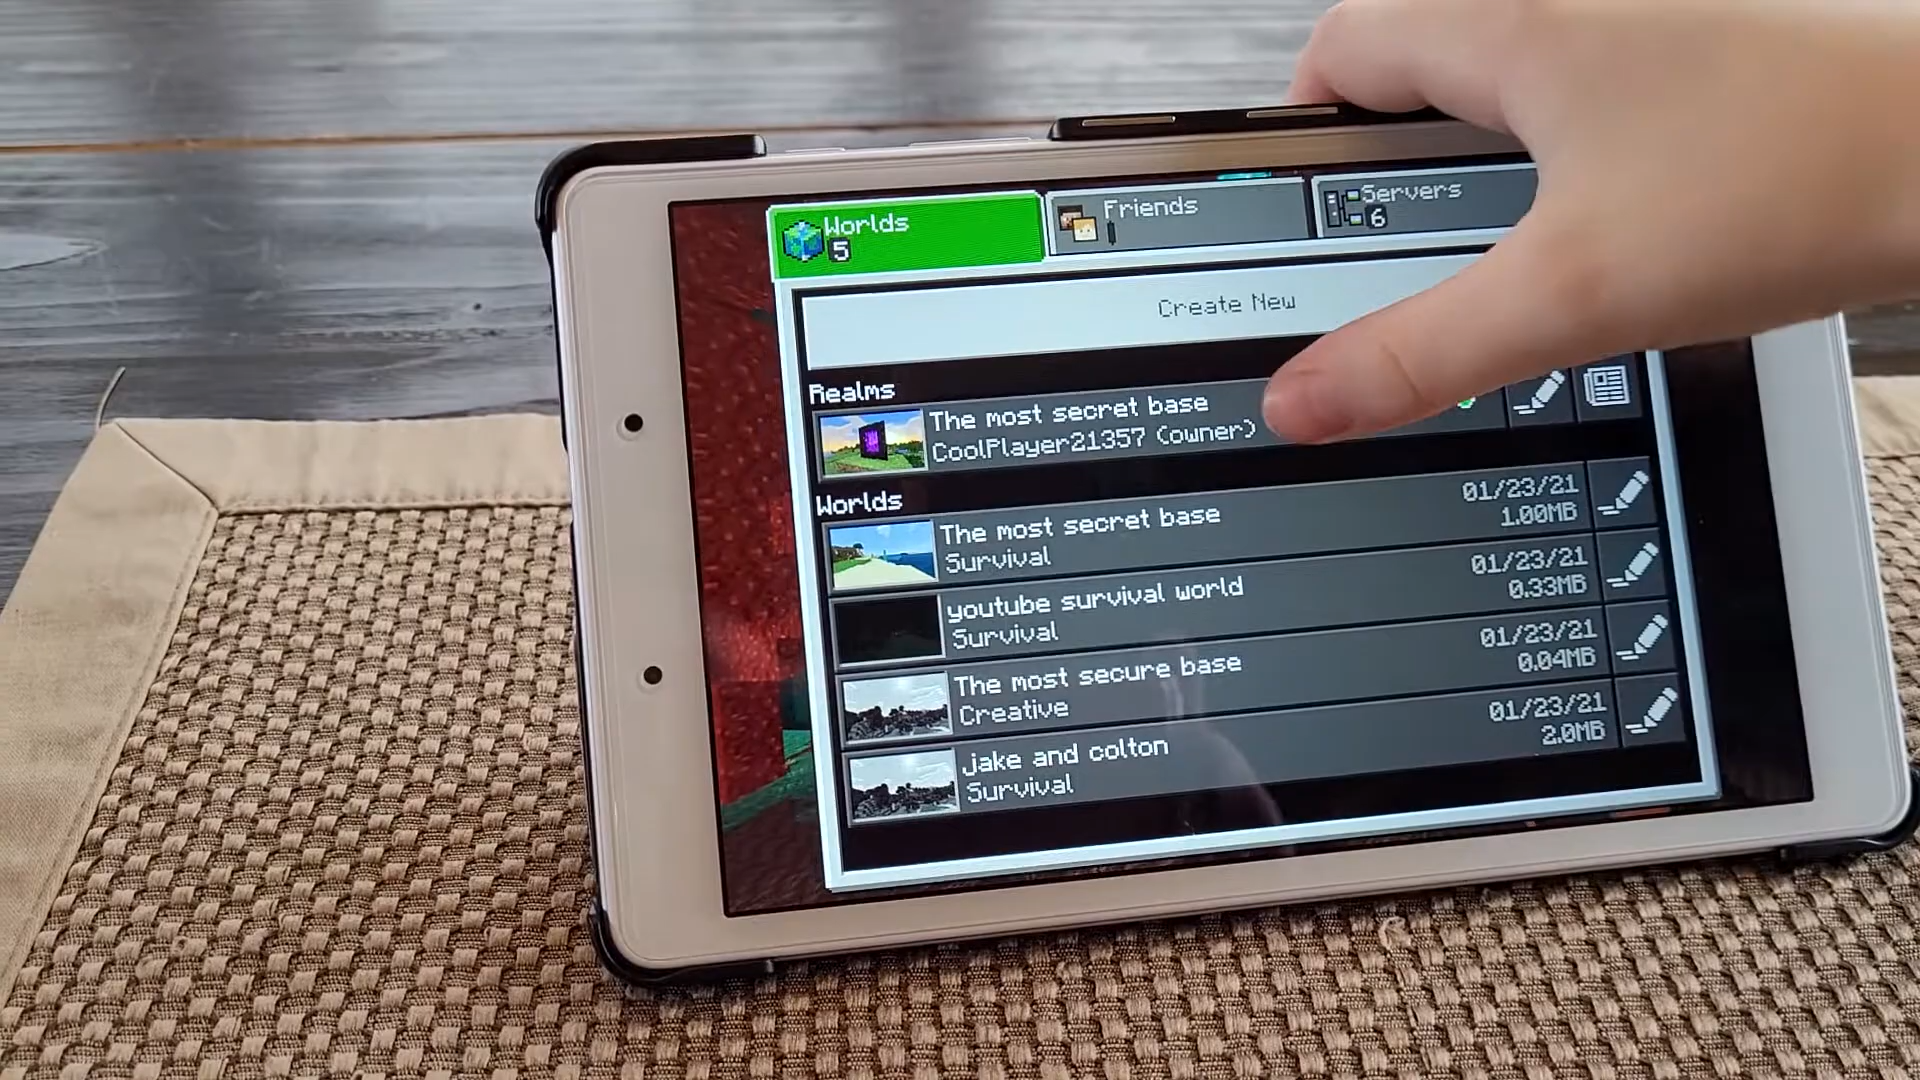 Worlds
5
Friends
Servers
6
Create New
Realms
The most secret base
CoolPlayer21357 (owner)
Worlds
The most secret base
Survival
01/23/21
1.00MB
youtube survival world
Survival
01/23/21
0.33MB
The most secure base
Creative
01/23/21
0.04MB
jake and colton
Survival
01/23/21
2.0MB